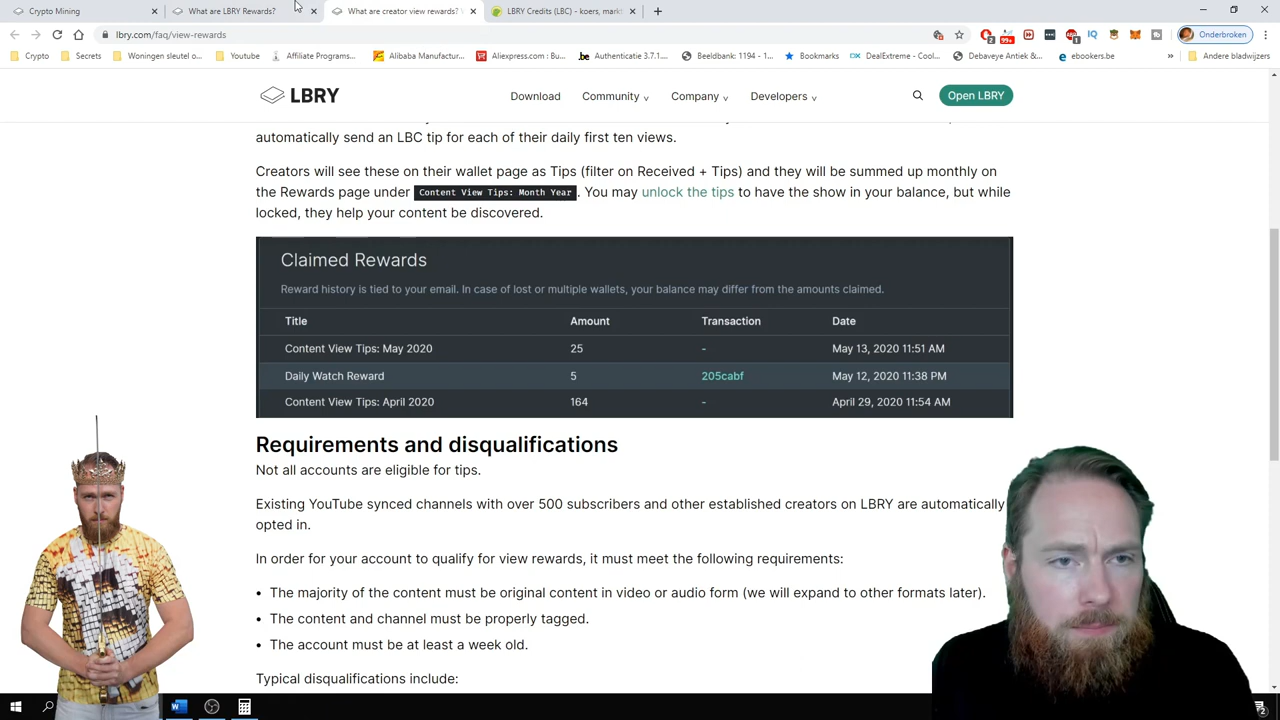 Crypto Mining
What are LBRY Rewards?
What are creator view rewards?
LBRY Credits (LBC) - koers, mark
lbry.com/faq/view-rewards
99+
IQ
Onderbroken
Crypto
Secrets
Woningen sleutel o...
Youtube
Affiliate Programs...
Alibaba Manufactur...
Aliexpress.com : Bu...
Authenticatie 3.7.1....
Beeldbank: 1194 - 1...
Bookmarks
DX DealExtreme - Cool...
Debaveye Antiek &...
ebookers.be
»
Andere bladwijzers
LBRY
Download
Community
Company
Developers
Open LBRY
automatically send an LBC tip for each of their daily first ten views.
Creators will see these on their wallet page as Tips (filter on Received + Tips) and they will be summed up monthly on
the Rewards page under Content View Tips: Month Year. You may unlock the tips to have the show in your balance, but while
locked, they help your content be discovered.
Claimed Rewards
Reward history is tied to your email. In case of lost or multiple wallets, your balance may differ from the amounts claimed.
Title Amount Transaction Date
Content View Tips: May 2020 25 - May 13, 2020 11:51 AM
Daily Watch Reward 5 205cabf May 12, 2020 11:38 PM
Content View Tips: April 2020 164 - April 29, 2020 11:54 AM
Requirements and disqualifications
Not all accounts are eligible for tips.
Existing YouTube synced channels with over 500 subscribers and other established creators on LBRY are automatically
opted in.
In order for your account to qualify for view rewards, it must meet the following requirements:
• The majority of the content must be original content in video or audio form (we will expand to other formats later).
• The content and channel must be properly tagged.
• The account must be at least a week old.
Typical disqualifications include: